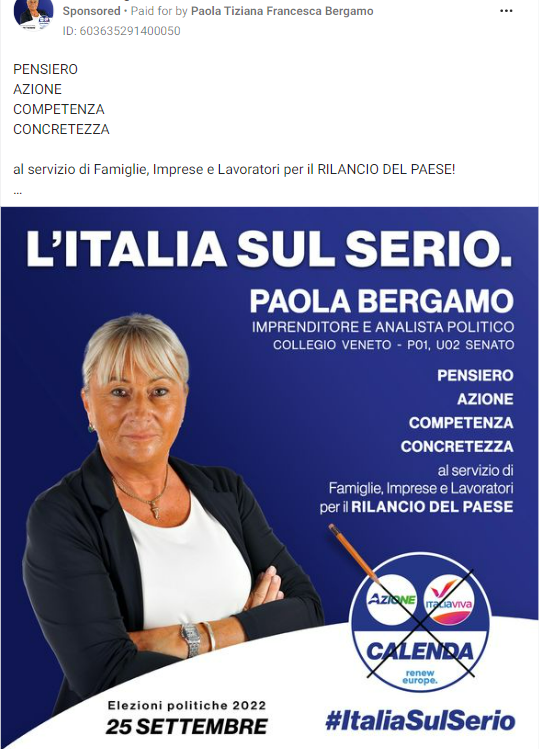 Sponsored • Paid for by Paola Tiziana Francesca Bergamo
ID: 603635291400050
PENSIERO
AZIONE
COMPETENZA
CONCRETEZZA
al servizio di Famiglie, Imprese e Lavoratori per il RILANCIO DEL PAESE!
...
L'ITALIA SUL SERIO.
PAOLA BERGAMO
IMPRENDITORE E ANALISTA POLITICO
COLLEGIO VENETO - P01, U02 SENATO
PENSIERO
AZIONE
COMPETENZA
CONCRETEZZA
al servizio di
Famiglie, Imprese e Lavoratori
per il RILANCIO DEL PAESE
AZIONE
ITALIAVIVA
CALENDA
renew
europe.
Elezioni politiche 2022
25 SETTEMBRE
#ItaliaSulSerio